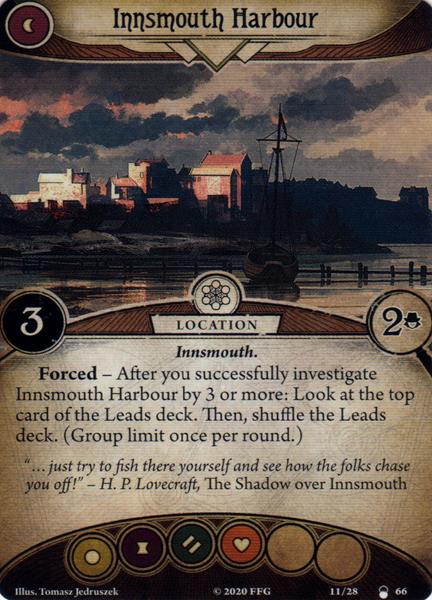 Innsmouth Harbour
3
LOCATION
2
Innsmouth.
Forced – After you successfully investigate
Innsmouth Harbour by 3 or more: Look at the top
card of the Leads deck. Then, shuffle the Leads
deck. (Group limit once per round.)
“… just try to fish there yourself and see how the folks chase
you off!” – H. P. Lovecraft, The Shadow over Innsmouth
Illus. Tomasz Jedruszek © 2020 FFG 11/28 66